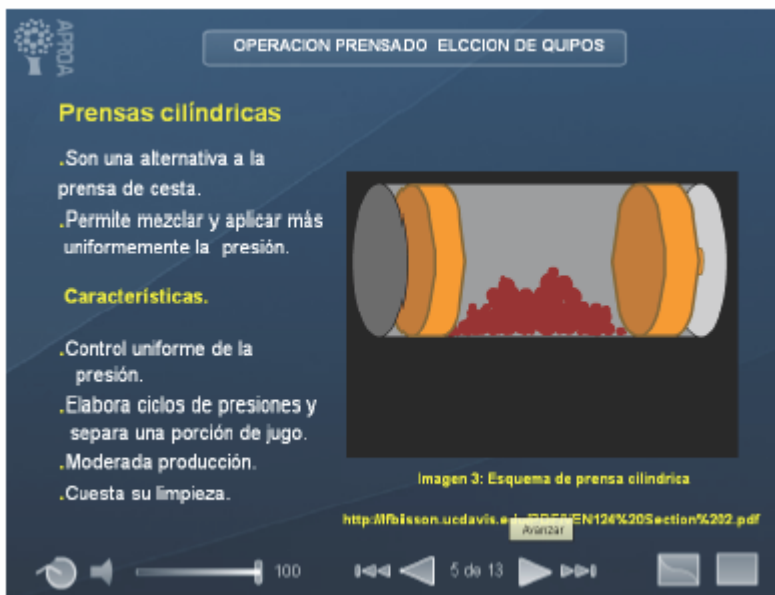 APROA
OPERACION PRENSADO ELCCION DE QUIPOS
Prensas cilíndricas
.Son una alternativa a la
prensa de cesta.
.Permite mezclar y aplicar más
uniformemente la presión.
Características.
.Control uniforme de la
presión.
.Elabora ciclos de presiones y
separa una porción de jugo.
.Moderada producción.
.Cuesta su limpieza.
Imagen 3: Esquema de prensa cilindrica
Avanzar
100
5 de 13